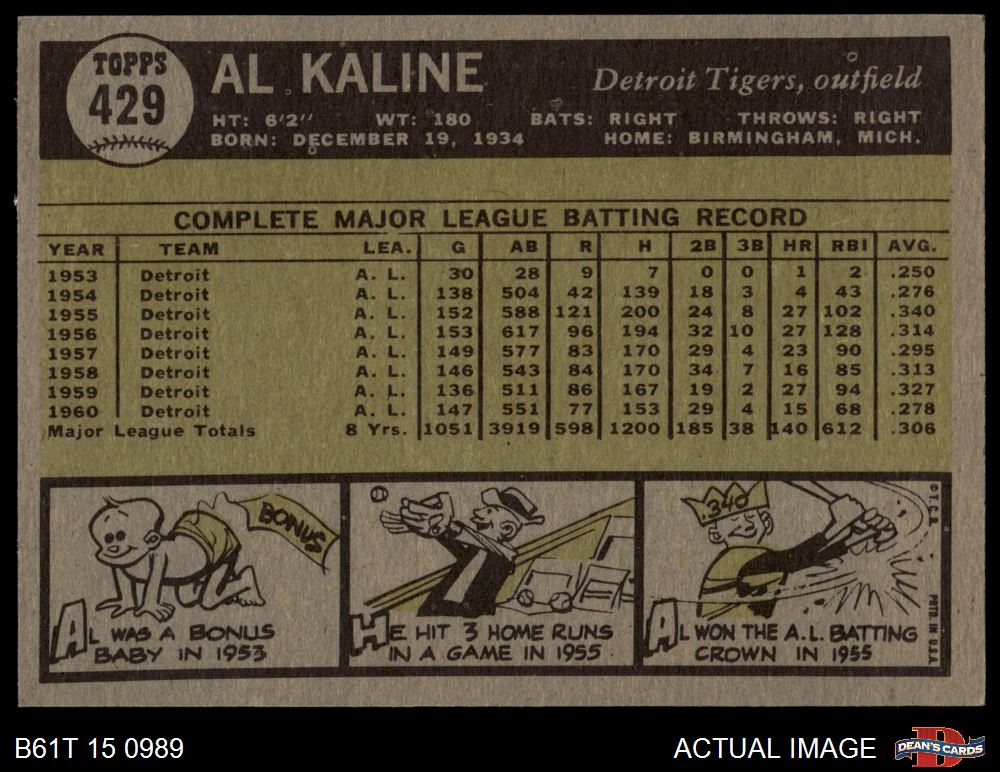 TOPPS
429
AL KALINE
Detroit Tigers, outfield
HT: 6'2" WT: 180 BATS: RIGHT THROWS: RIGHT
BORN: DECEMBER 19, 1934 HOME: BIRMINGHAM, MICH.
COMPLETE MAJOR LEAGUE BATTING RECORD
YEAR TEAM LEA. G AB R H 2B 3B HR RBI AVG.
1953 Detroit A. L. 30 28 9 7 0 0 1 2 .250
1954 Detroit A. L. 138 504 42 139 18 3 4 43 .276
1955 Detroit A. L. 152 588 121 200 24 8 27 102 .340
1956 Detroit A. L. 153 617 96 194 32 10 27 128 .314
1957 Detroit A. L. 149 577 83 170 29 4 23 90 .295
1958 Detroit A. L. 146 543 84 170 34 7 16 85 .313
1959 Detroit A. L. 136 511 86 167 19 2 27 94 .327
1960 Detroit A. L. 147 551 77 153 29 4 15 68 .278
Major League Totals 8 Yrs. 1051 3919 598 1200 185 38 140 612 .306
BONUS
AL WAS A BONUS
BABY IN 1953
HE HIT 3 HOME RUNS
IN A GAME IN 1955
.340
AL WON THE A.L. BATTING
CROWN IN 1955
© T.C.G.
PRTD IN U.S.A.
B61T 15 0989
ACTUAL IMAGE
D
DEAN'S CARDS